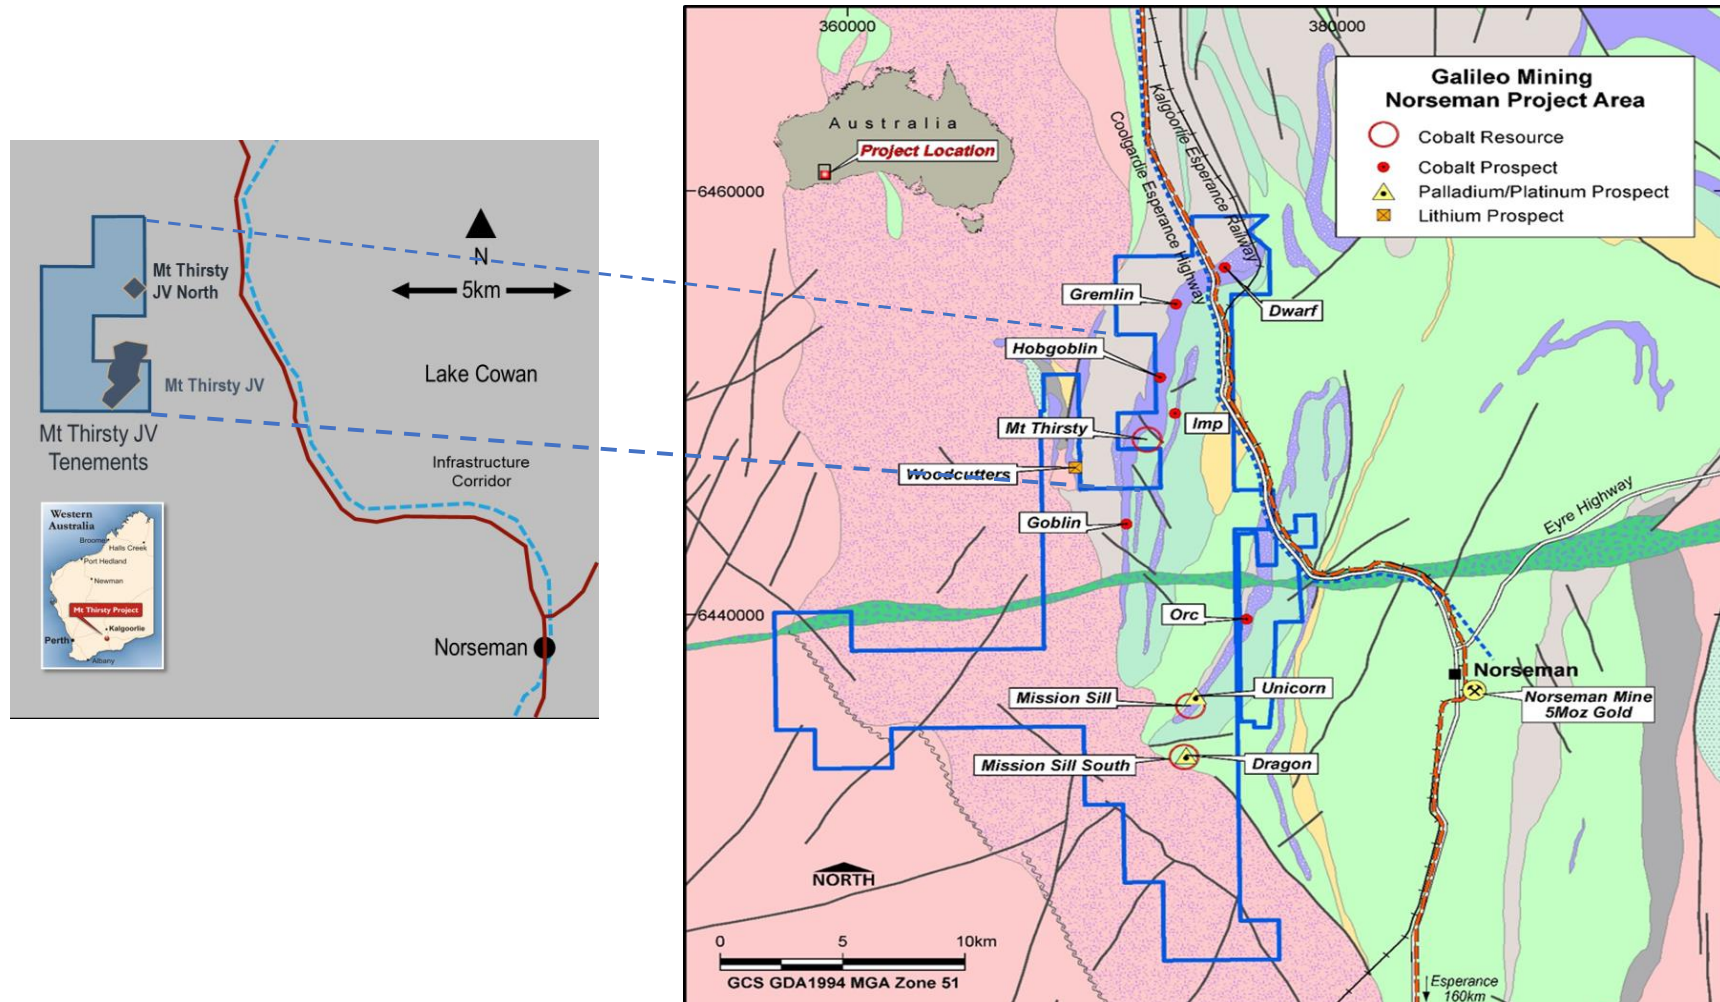 Mt Thirsty
JV North
N
5km
Lake Cowan
Mt Thirsty JV
Mt Thirsty JV
Tenements
Infrastructure
Corridor
Norseman
Western
Australia
Broome
Halls Creek
Port Hedland
Newman
Mt Thirsty Project
Kalgoorlie
Perth
Albany
360000
380000
6460000
6440000
Australia
Project Location
Galileo Mining
Norseman Project Area
Cobalt Resource
Cobalt Prospect
Palladium/Platinum Prospect
Lithium Prospect
Kalgoorlie Esperance Railway
Coolgardie Esperance Highway
Gremlin
Dwarf
Hobgoblin
Mt Thirsty
Imp
Woodcutters
Goblin
Eyre Highway
Orc
Mission Sill
Unicorn
Norseman
Norseman Mine
5Moz Gold
Mission Sill South
Dragon
NORTH
0 5 10km
GCS GDA1994 MGA Zone 51
Esperance
160km